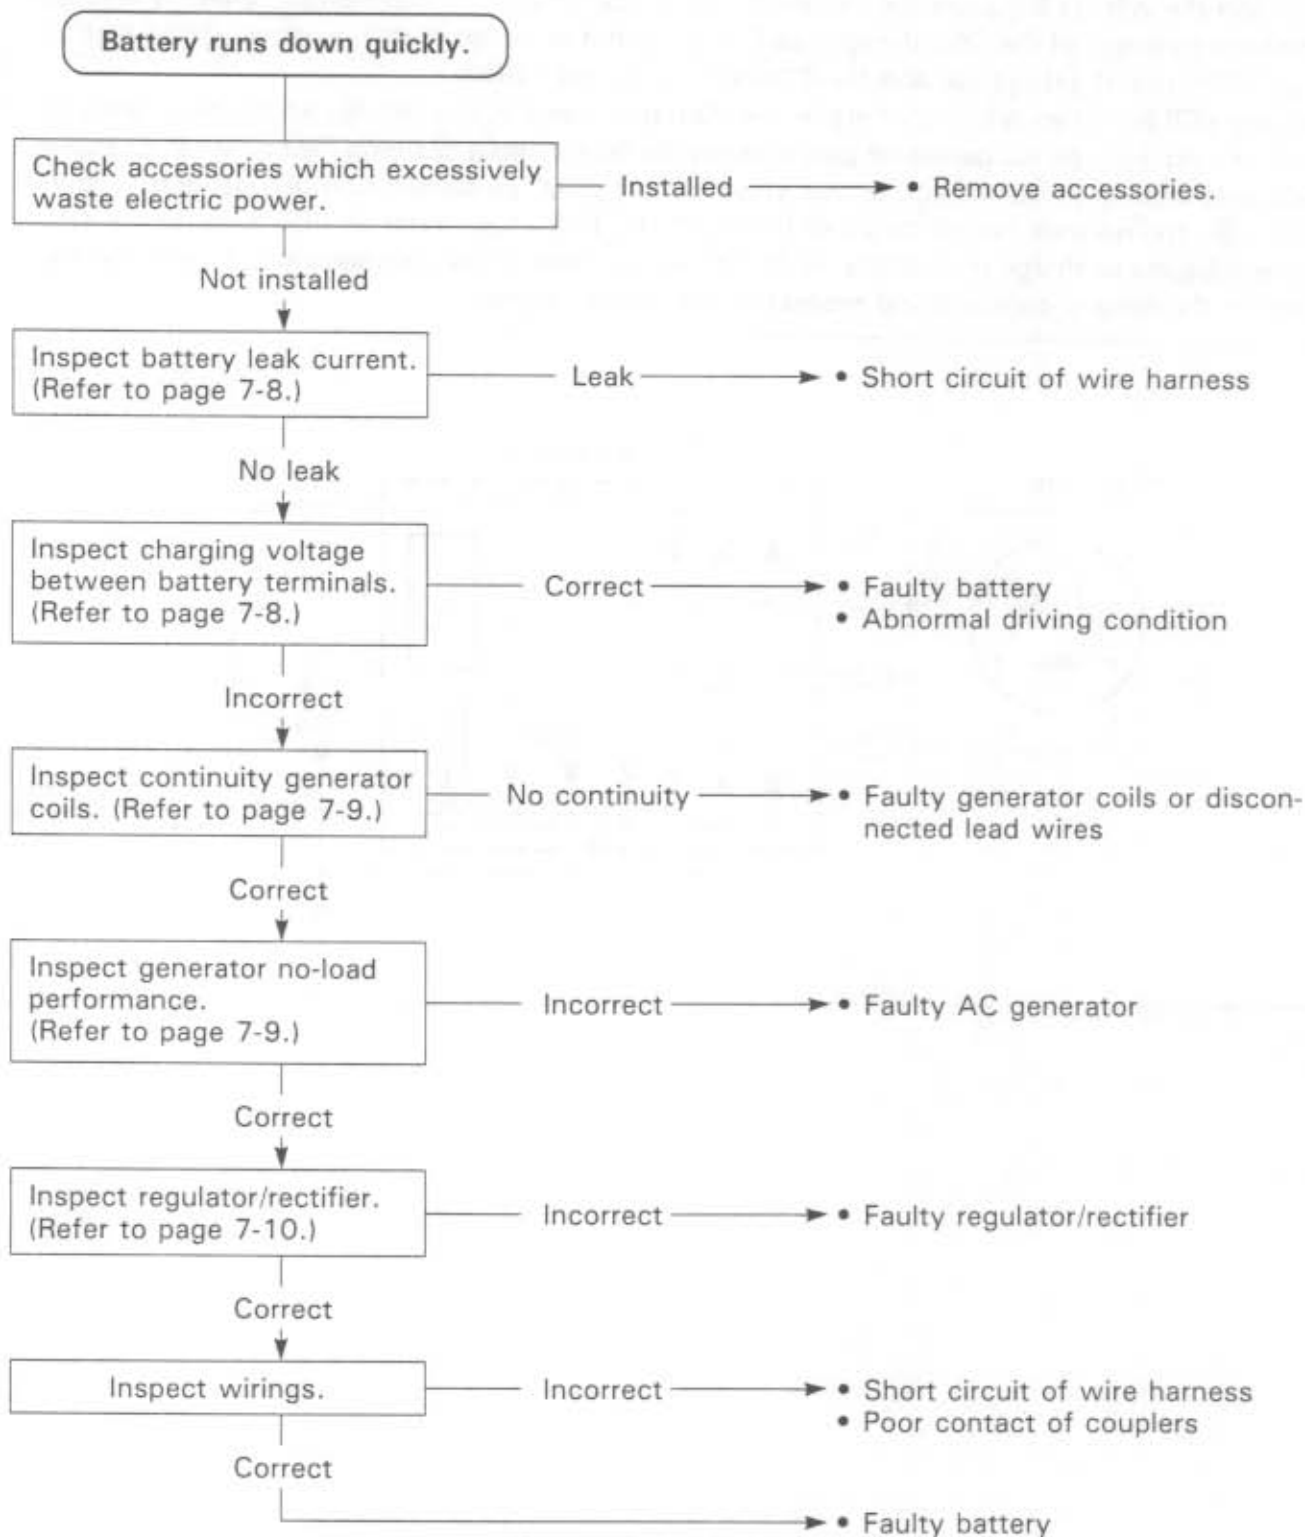 Battery runs down quickly.
Check accessories which excessively
waste electric power.
Installed
• Remove accessories.
Not installed
Inspect battery leak current.
(Refer to page 7-8.)
Leak
• Short circuit of wire harness
No leak
Inspect charging voltage
between battery terminals.
(Refer to page 7-8.)
Correct
• Faulty battery
• Abnormal driving condition
Incorrect
Inspect continuity generator
coils. (Refer to page 7-9.)
No continuity
• Faulty generator coils or discon-
nected lead wires
Correct
Inspect generator no-load
performance.
(Refer to page 7-9.)
Incorrect
• Faulty AC generator
Correct
Inspect regulator/rectifier.
(Refer to page 7-10.)
Incorrect
• Faulty regulator/rectifier
Correct
Inspect wirings.
Incorrect
• Short circuit of wire harness
• Poor contact of couplers
Correct
• Faulty battery